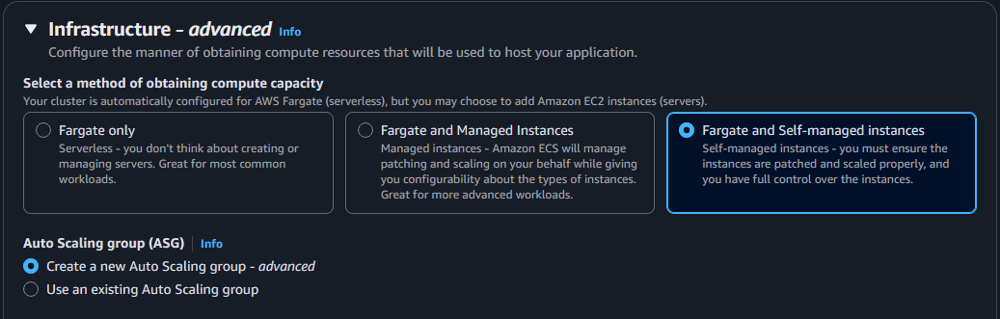 Infrastructure - advanced Info
Configure the manner of obtaining compute resources that will be used to host your application.
Select a method of obtaining compute capacity
Your cluster is automatically configured for AWS Fargate (serverless), but you may choose to add Amazon EC2 instances (servers).
Fargate only
Serverless - you don't think about creating or
managing servers. Great for most common
workloads.
Fargate and Managed Instances
Managed instances - Amazon ECS will manage
patching and scaling on your behalf while giving
you configurability about the types of instances.
Great for more advanced workloads.
Fargate and Self-managed instances
Self-managed instances - you must ensure the
instances are patched and scaled properly, and
you have full control over the instances.
Auto Scaling group (ASG) Info
Create a new Auto Scaling group - advanced
Use an existing Auto Scaling group